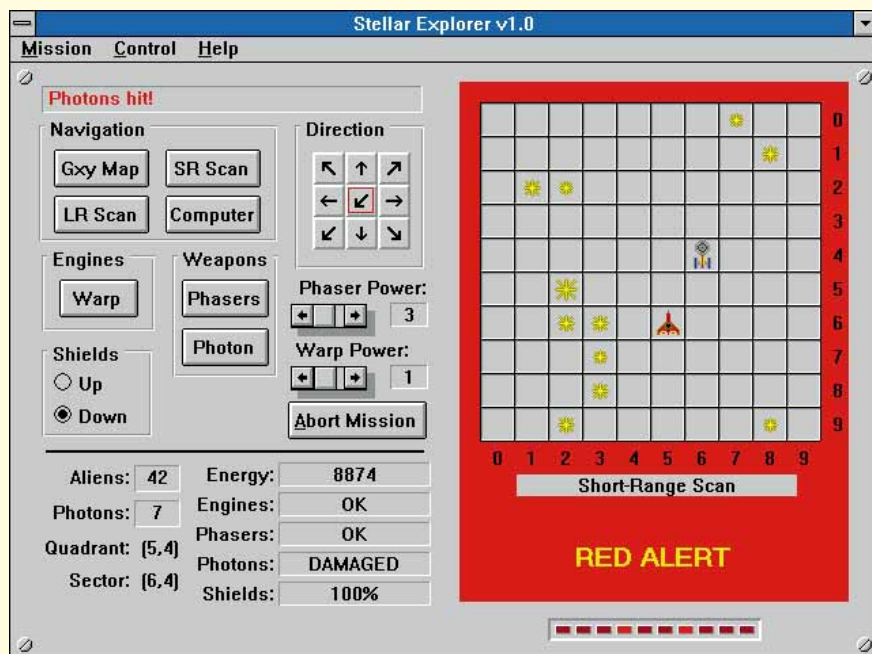 Stellar Explorer v1.0
Mission Control Help
Photons hit!
Navigation
Gxy Map SR Scan
LR Scan Computer
Direction
Engines
Warp
Weapons
Phasers
Photon
Phaser Power:
3
Warp Power:
1
Shields
Up
Down
Abort Mission
Aliens: 42
Photons: 7
Quadrant: (5,4)
Sector: (6,4)
Energy: 8874
Engines: OK
Phasers: OK
Photons: DAMAGED
Shields: 100%
0
1
2
3
4
5
6
7
8
9
0 1 2 3 4 5 6 7 8 9
Short-Range Scan
RED ALERT